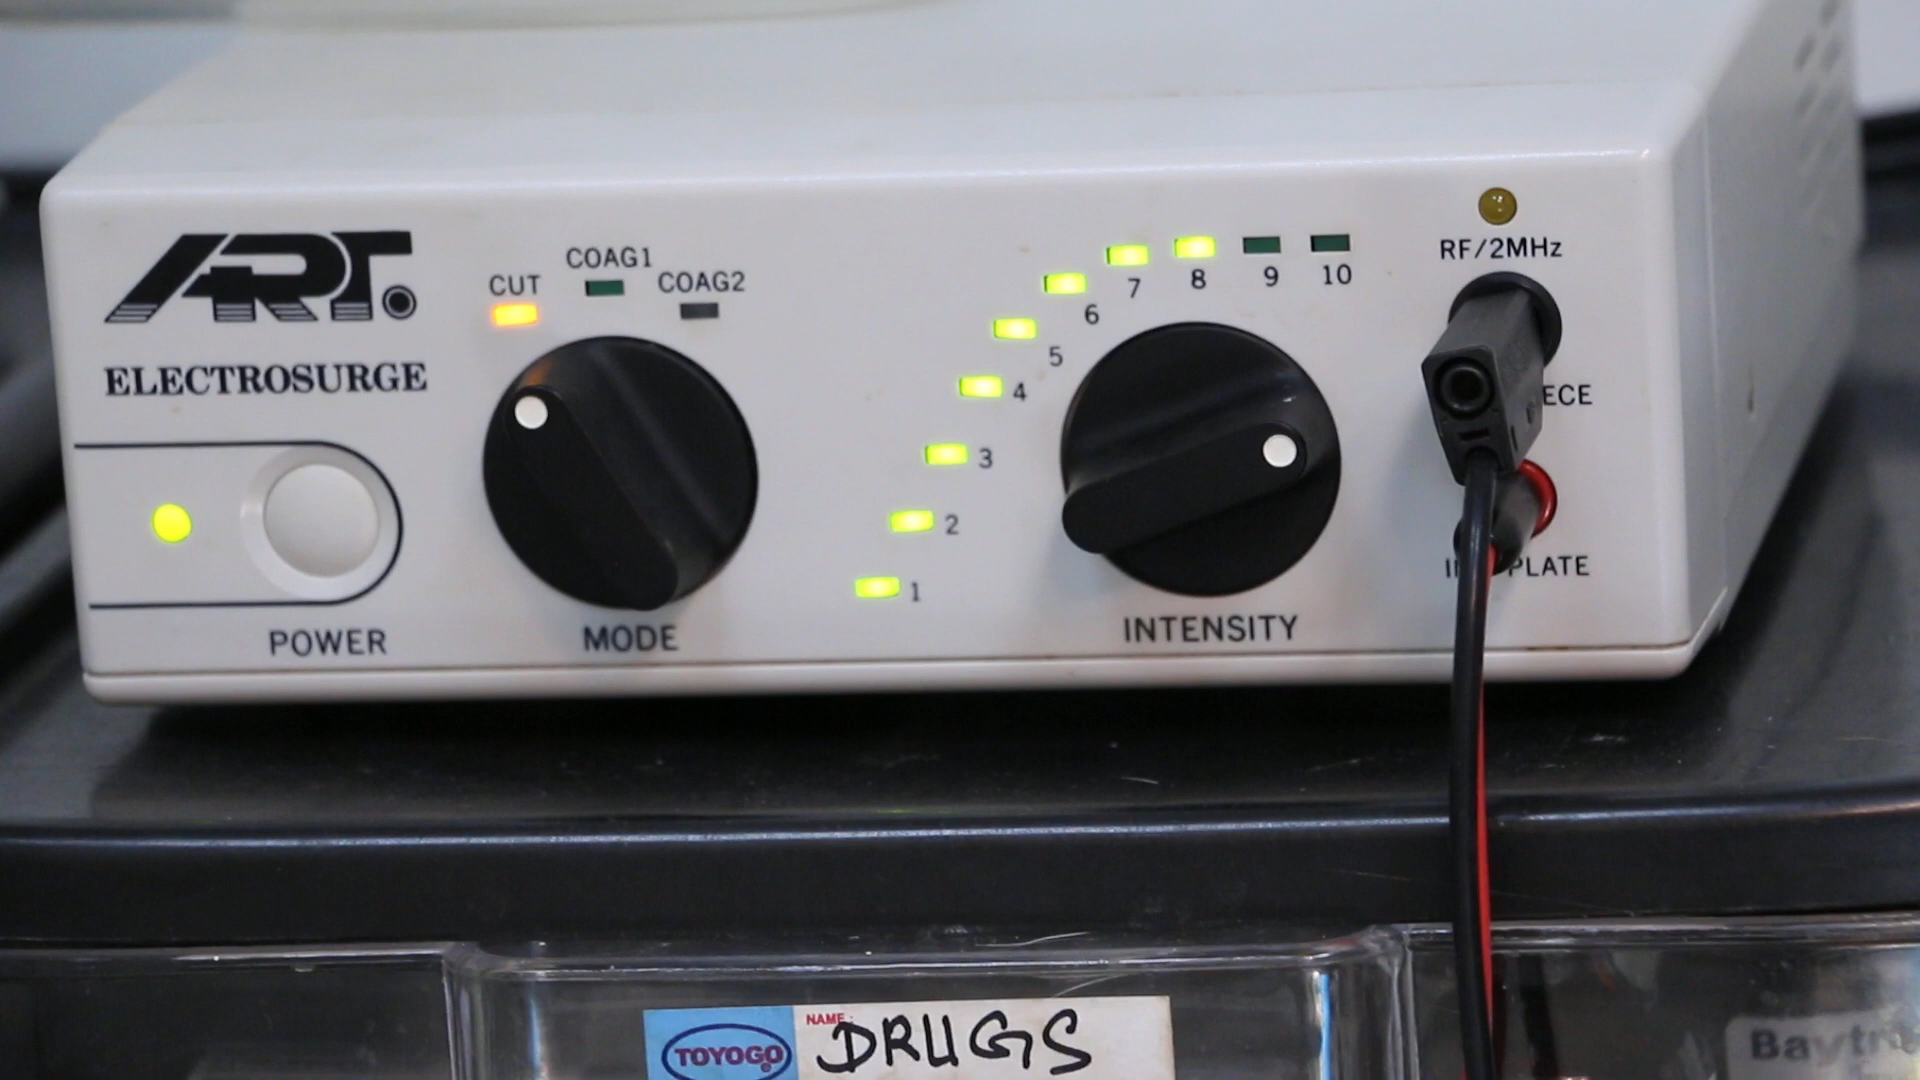 ART.
ELECTROSURGE
POWER
CUT
COAG1
COAG2
MODE
1
2
3
4
5
6
7
8
9
10
INTENSITY
RF/2MHz
PLATE
TOYOGO
NAME:
DRUGS